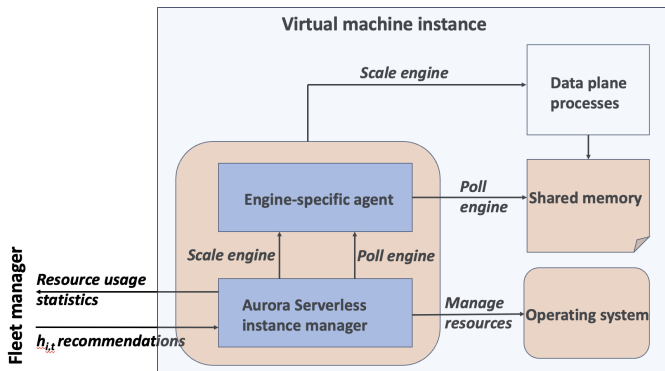 Virtual machine instance
Scale engine
Data plane
processes
Engine-specific agent
Poll
engine
Shared memory
Scale engine
Poll engine
Fleet manager
Resource usage
statistics
Aurora Serverless
instance manager
Manage
resources
Operating system
hi,t recommendations